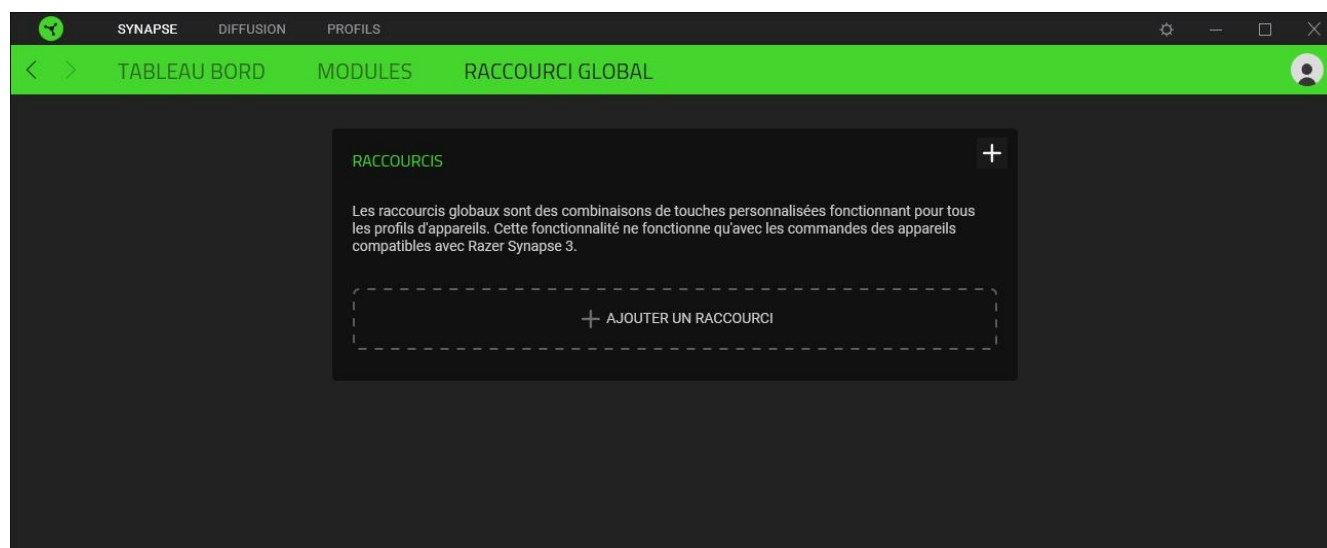 SYNAPSE DIFFUSION PROFILS
TABLEAU BORD MODULES RACCOURCI GLOBAL
RACCOURCIS
Les raccourcis globaux sont des combinaisons de touches personnalisées fonctionnant pour tous
les profils d'appareils. Cette fonctionnalité ne fonctionne qu'avec les commandes des appareils
compatibles avec Razer Synapse 3.
AJOUTER UN RACCOURCI